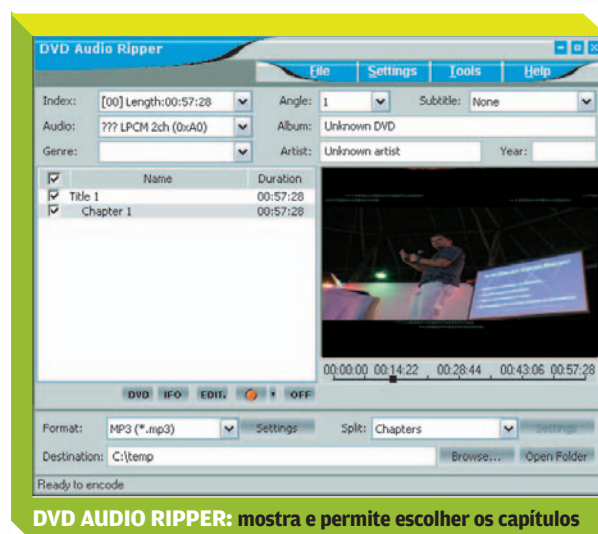 DVD Audio Ripper
File Settings Tools Help
Index: [00] Length:00:57:28 Angle: 1 Subtitle: None
Audio: ??? LPCM 2ch (0xA0) Album: Unknown DVD
Genre: Artist: Unknown artist Year:
Name Duration
Title 1 00:57:28
Chapter 1 00:57:28
00:00:00 00:14:22 00:28:44 00:43:06 00:57:28
DVD IFO EDIT. OFF
Format: MP3 (*.mp3) Settings Split: Chapters Settings
Destination: C:\temp Browse... Open Folder
Ready to encode
DVD AUDIO RIPPER: mostra e permite escolher os capítulos